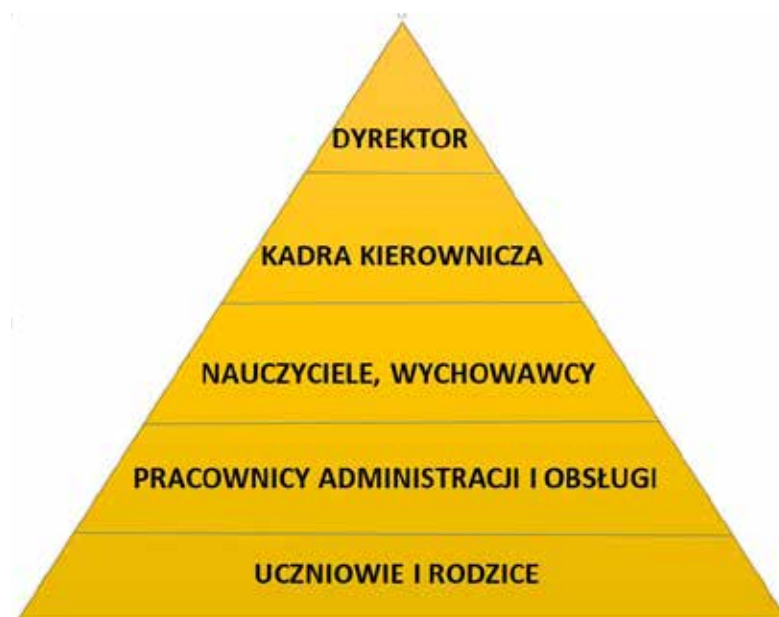 DYREKTOR
KADRA KIEROWNICZA
NAUCZYCIELE, WYCHOWAWCY
PRACOWNICY ADMINISTRACJI I OBSŁUGI
UCZNIOWIE I RODZICE